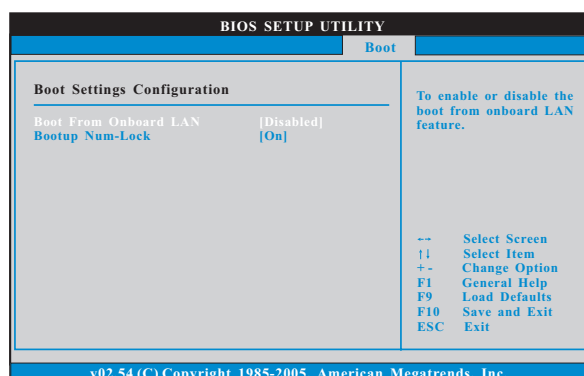 BIOS SETUP UTILITY
Boot
Boot Settings Configuration
Boot From Onboard LAN [Disabled]
Bootup Num-Lock [On]
To enable or disable the
boot from onboard LAN
feature.
←→ Select Screen
↑↓ Select Item
+ - Change Option
F1 General Help
F9 Load Defaults
F10 Save and Exit
ESC Exit
v02.54 (C) Copyright 1985-2005, American Megatrends, Inc.